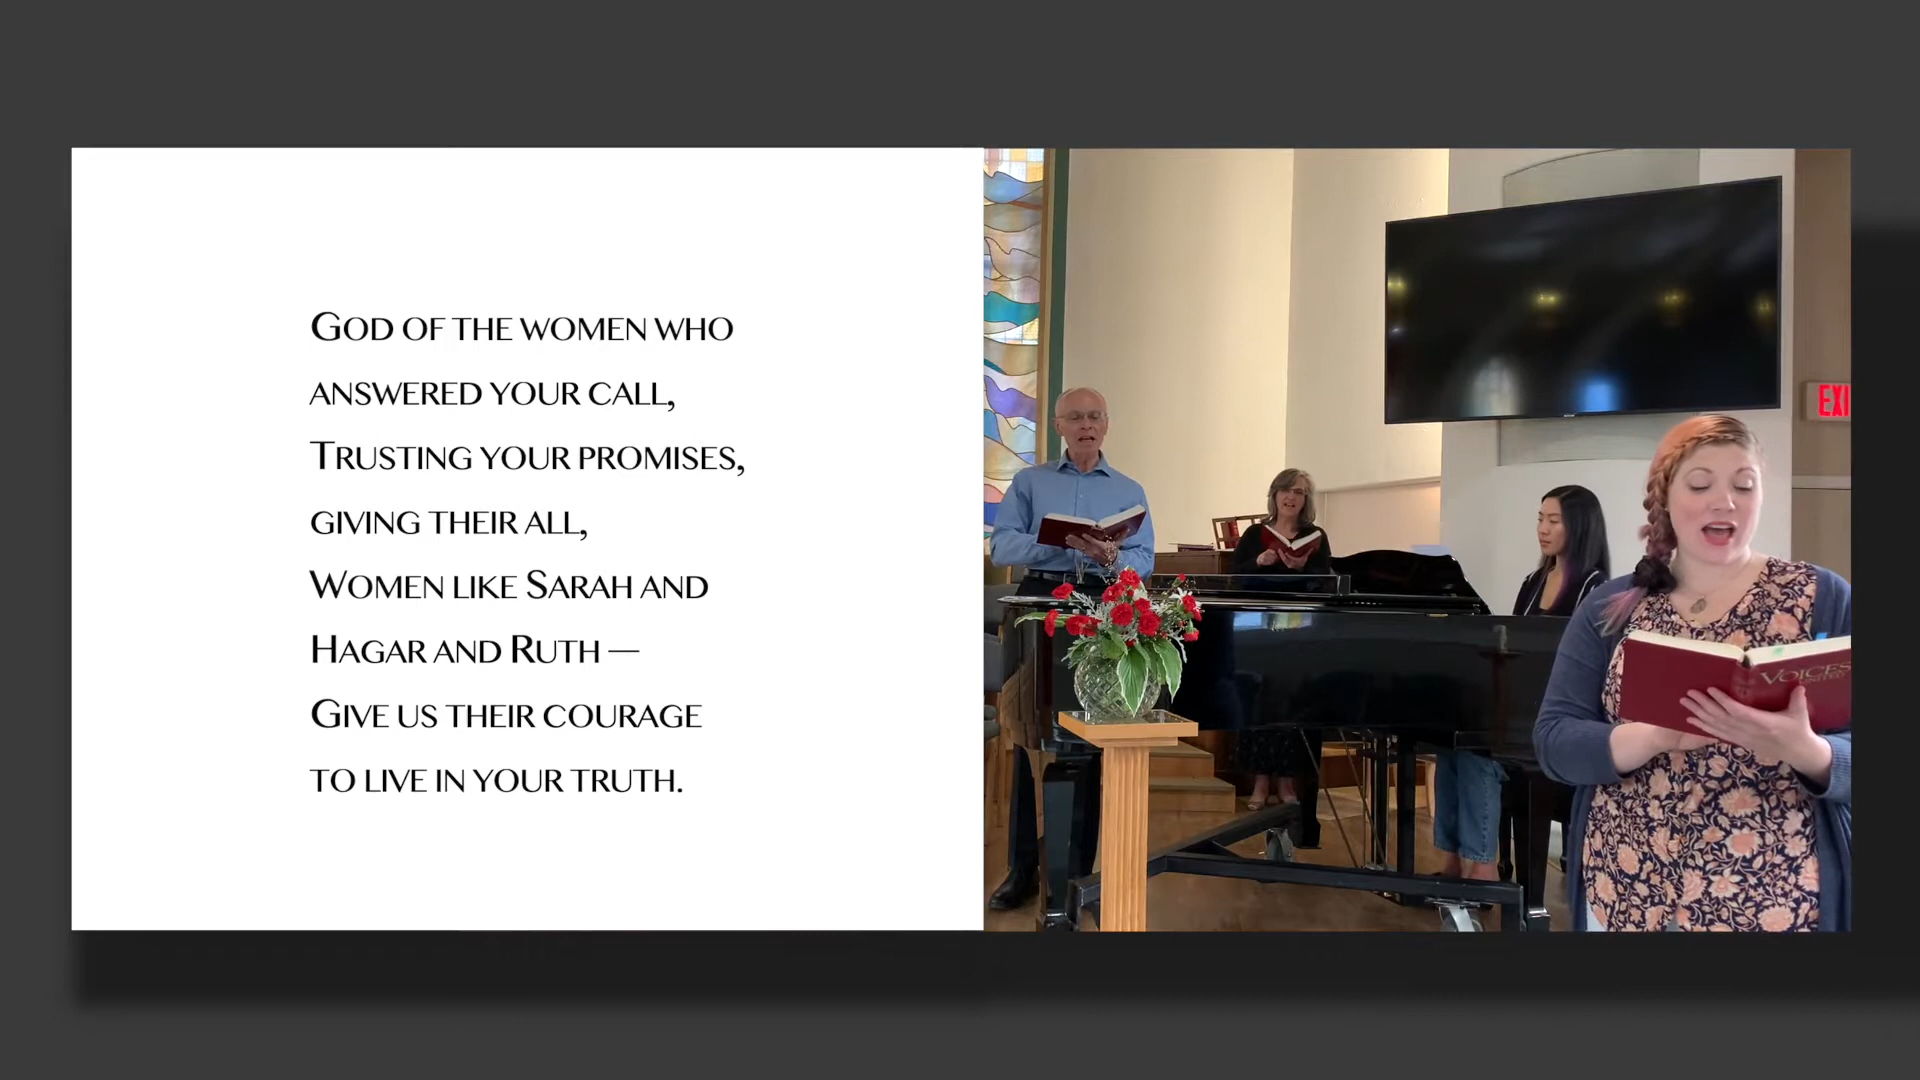 God of the women who
answered your call,
Trusting your promises,
giving their all,
Women like Sarah and
Hagar and Ruth —
Give us their courage
to live in your truth.
EXI
VOICES
UNITED